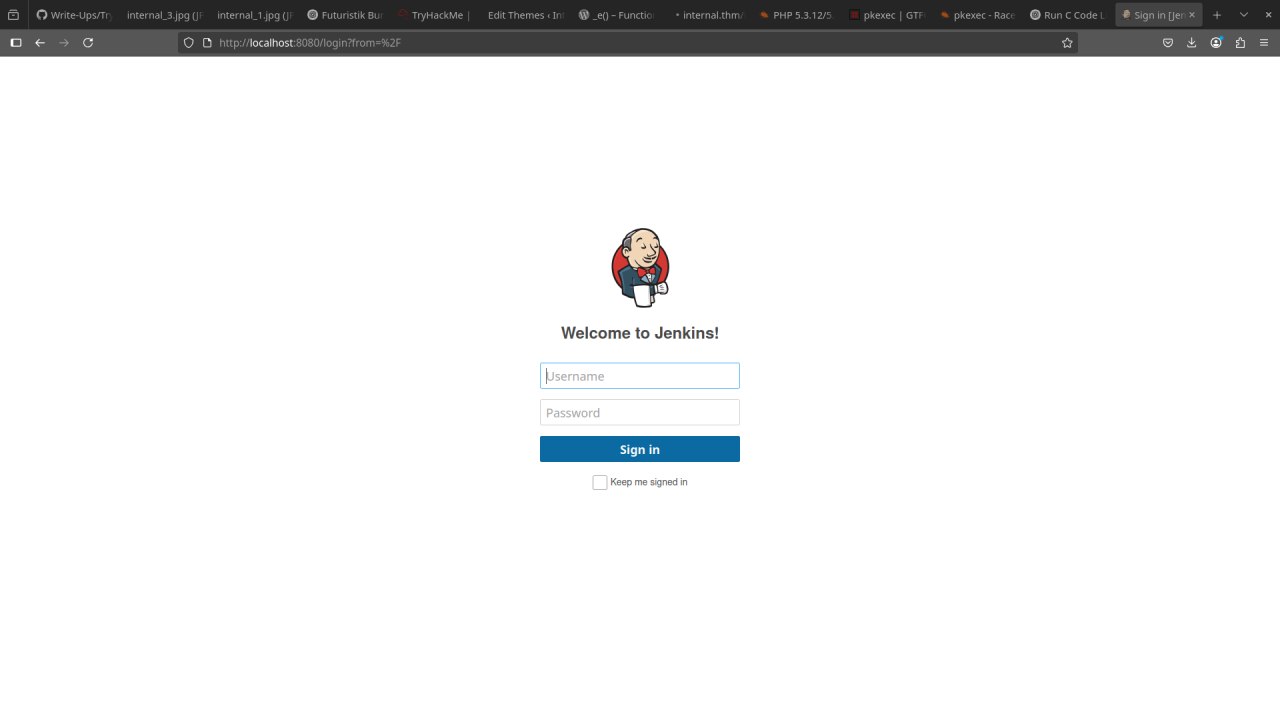 Write-Ups/Try internal_3.jpg (JF internal_1.jpg (JF Futuristik Bur TryHackMe | Edit Themes ‹ Int _e() – Function internal.thm/ PHP 5.3.12/5. pkexec | GTF pkexec - Race Run C Code L Sign in [Jen
http://localhost:8080/login?from=%2F
Welcome to Jenkins!
Username
Password
Sign in
Keep me signed in